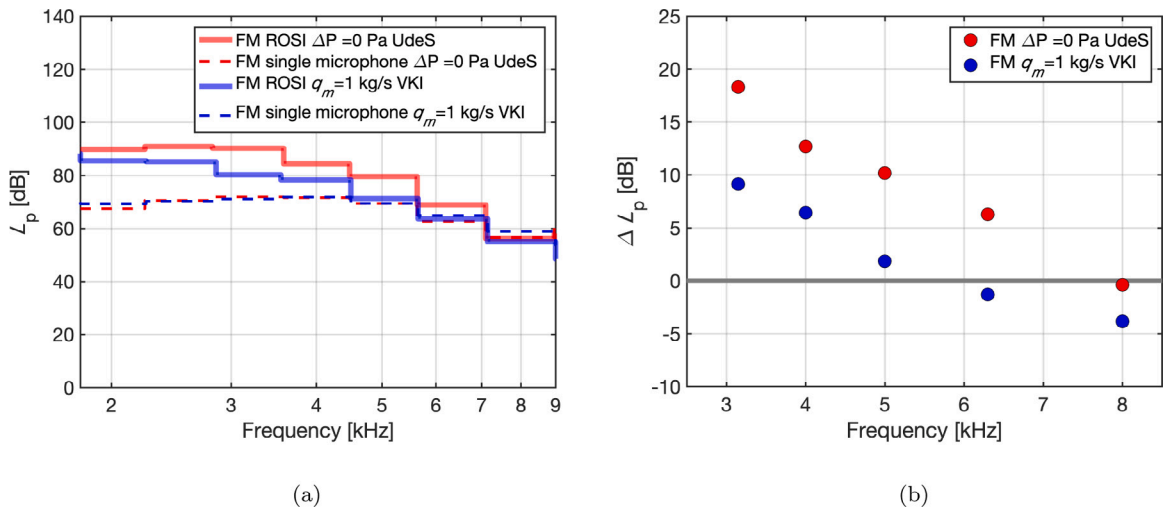 140
120
100
80
60
40
20
0
L_p [dB]
FM ROSI ΔP =0 Pa UdeS
FM single microphone ΔP =0 Pa UdeS
FM ROSI q_m=1 kg/s VKI
FM single microphone q_m=1 kg/s VKI
2 3 4 5 6 7 8 9
Frequency [kHz]
(a)
25
20
15
10
5
0
-5
-10
Δ L_p [dB]
FM ΔP =0 Pa UdeS
FM q_m=1 kg/s VKI
3 4 5 6 7 8
Frequency [kHz]
(b)